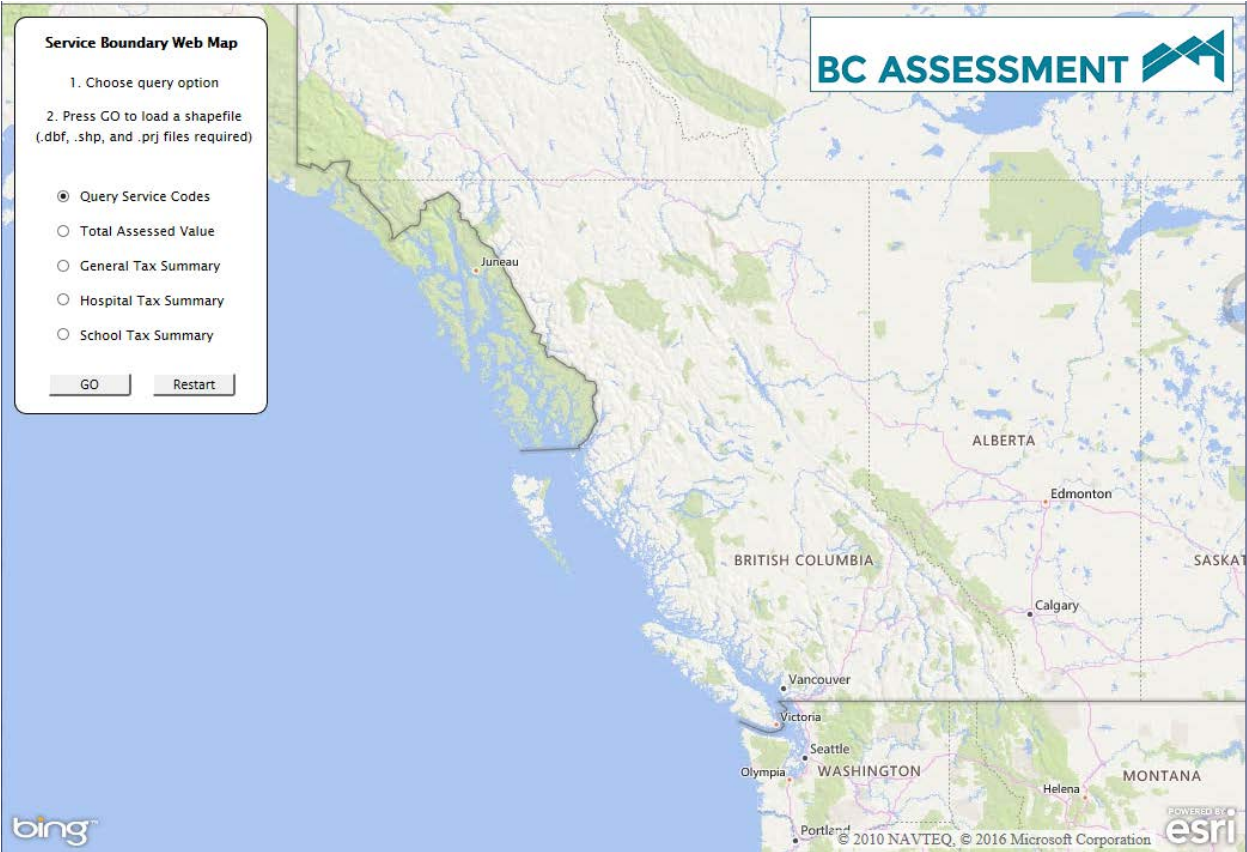 Service Boundary Web Map
1. Choose query option
2. Press GO to load a shapefile
(.dbf, .shp, and .prj files required)
Query Service Codes
Total Assessed Value
General Tax Summary
Hospital Tax Summary
School Tax Summary
GO Restart
BC ASSESSMENT
Juneau
ALBERTA
Edmonton
BRITISH COLUMBIA
SASKAT
Calgary
Vancouver
Victoria
Seattle
Olympia
WASHINGTON
MONTANA
Helena
Portland
bing™
© 2010 NAVTEQ, © 2016 Microsoft Corporation
POWERED BY
esri